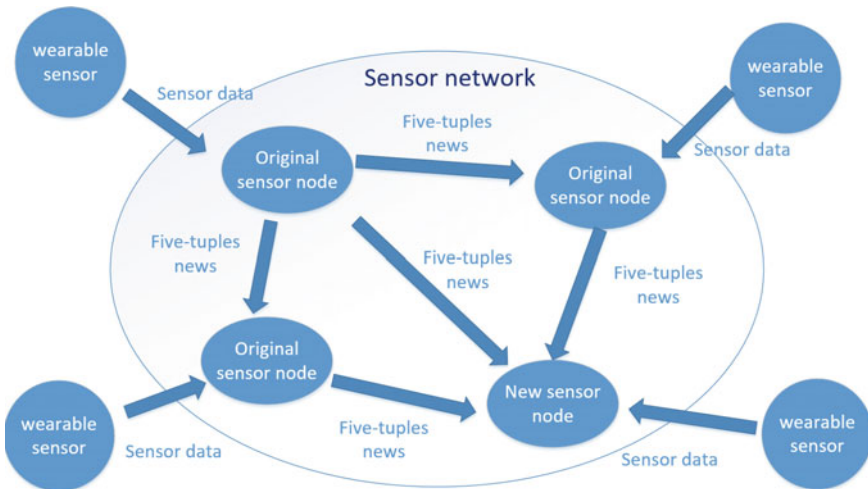 wearable
sensor
Sensor network
wearable
sensor
Sensor data
Five-tuples
news
Sensor data
Original
sensor node
Original
sensor node
Five-tuples
news
Five-tuples
news
Five-tuples
news
Original
sensor node
New sensor
node
wearable
sensor
Five-tuples
news
wearable
sensor
Sensor data
Sensor data